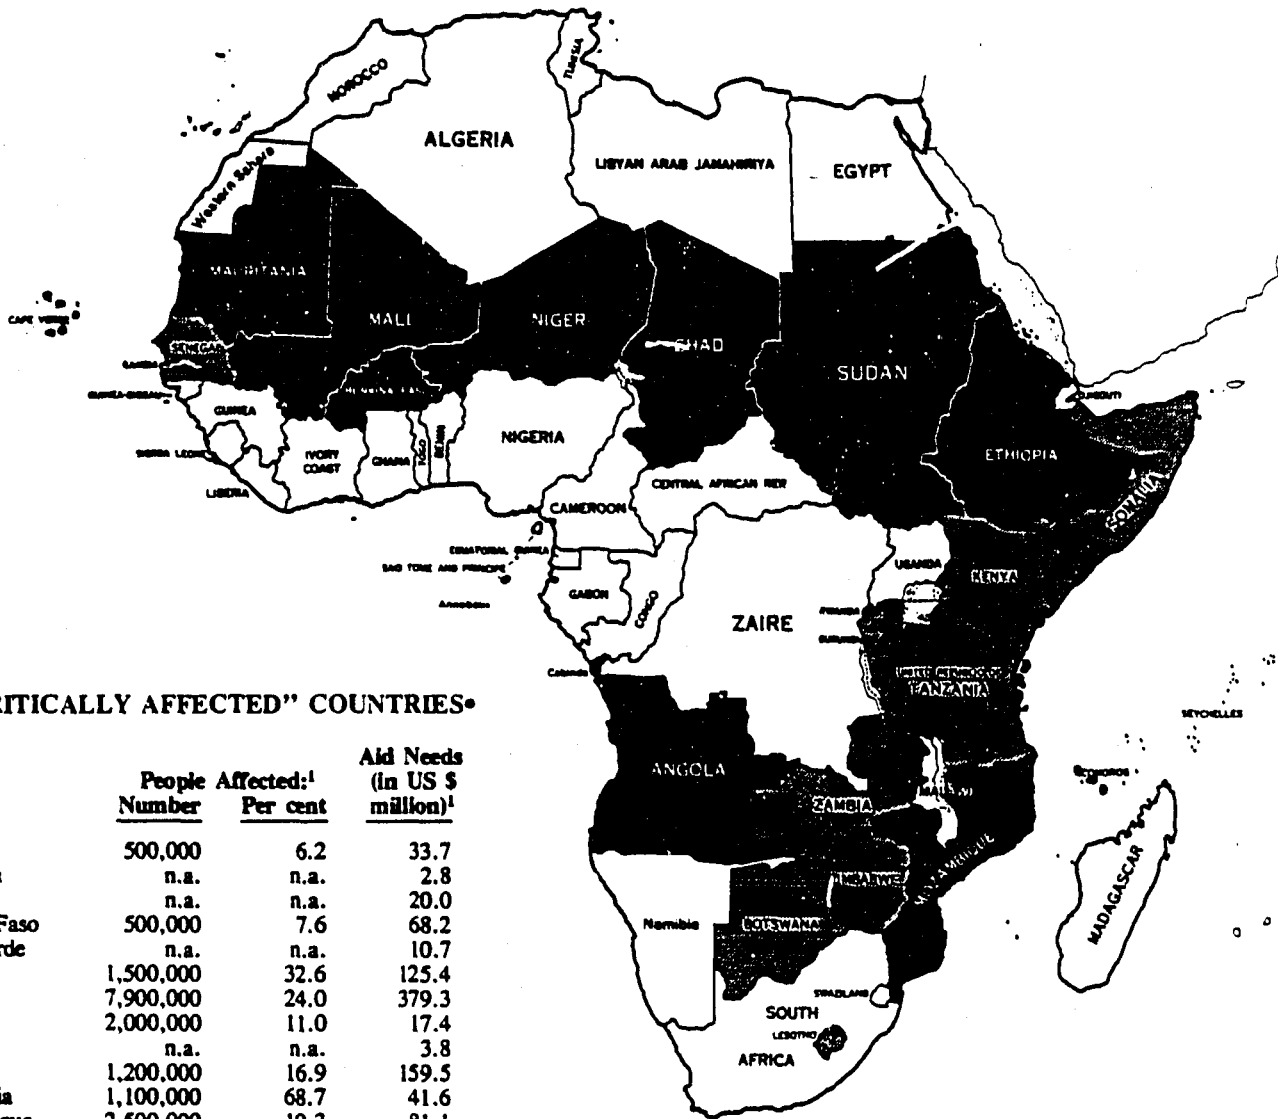 MOROCCO
TUNISIA
ALGERIA
LIBYAN ARAB JAMAHIRIYA
EGYPT
Western Sahara
MAURITANIA
MALI
NIGER
CHAD
SUDAN
CAPE VERDE
SENEGAL
GAMBIA
BURKINA FASO
GUINEA-BISSAU
GUINEA
SIERRA LEONE
LIBERIA
IVORY
COAST
GHANA
TOGO
BENIN
NIGERIA
DJIBOUTI
ETHIOPIA
SOMALIA
CENTRAL AFRICAN REP
CAMEROON
EQUATORIAL GUINEA
SAO TOME AND PRINCIPE
Annobon
GABON
CONGO
UGANDA
KENYA
ZAIRE
RWANDA
BURUNDI
Cabinda
UNITED REPUBLIC OF
TANZANIA
SEYCHELLES
COMOROS
ANGOLA
ZAMBIA
MALAWI
MOZAMBIQUE
ZIMBABWE
MADAGASCAR
Namibia
BOTSWANA
SWAZILAND
SOUTH
LESOTHO
AFRICA
RITICALLY AFFECTED" COUNTRIES•
Aid Needs
People Affected:¹ (in US $
Number Per cent million)¹
500,000 6.2 33.7
n.a. n.a. 2.8
n.a. n.a. 20.0
Faso 500,000 7.6 68.2
rde n.a. n.a. 10.7
1,500,000 32.6 125.4
7,900,000 24.0 379.3
2,000,000 11.0 17.4
n.a. n.a. 3.8
1,200,000 16.9 159.5
ia 1,100,000 68.7 41.6